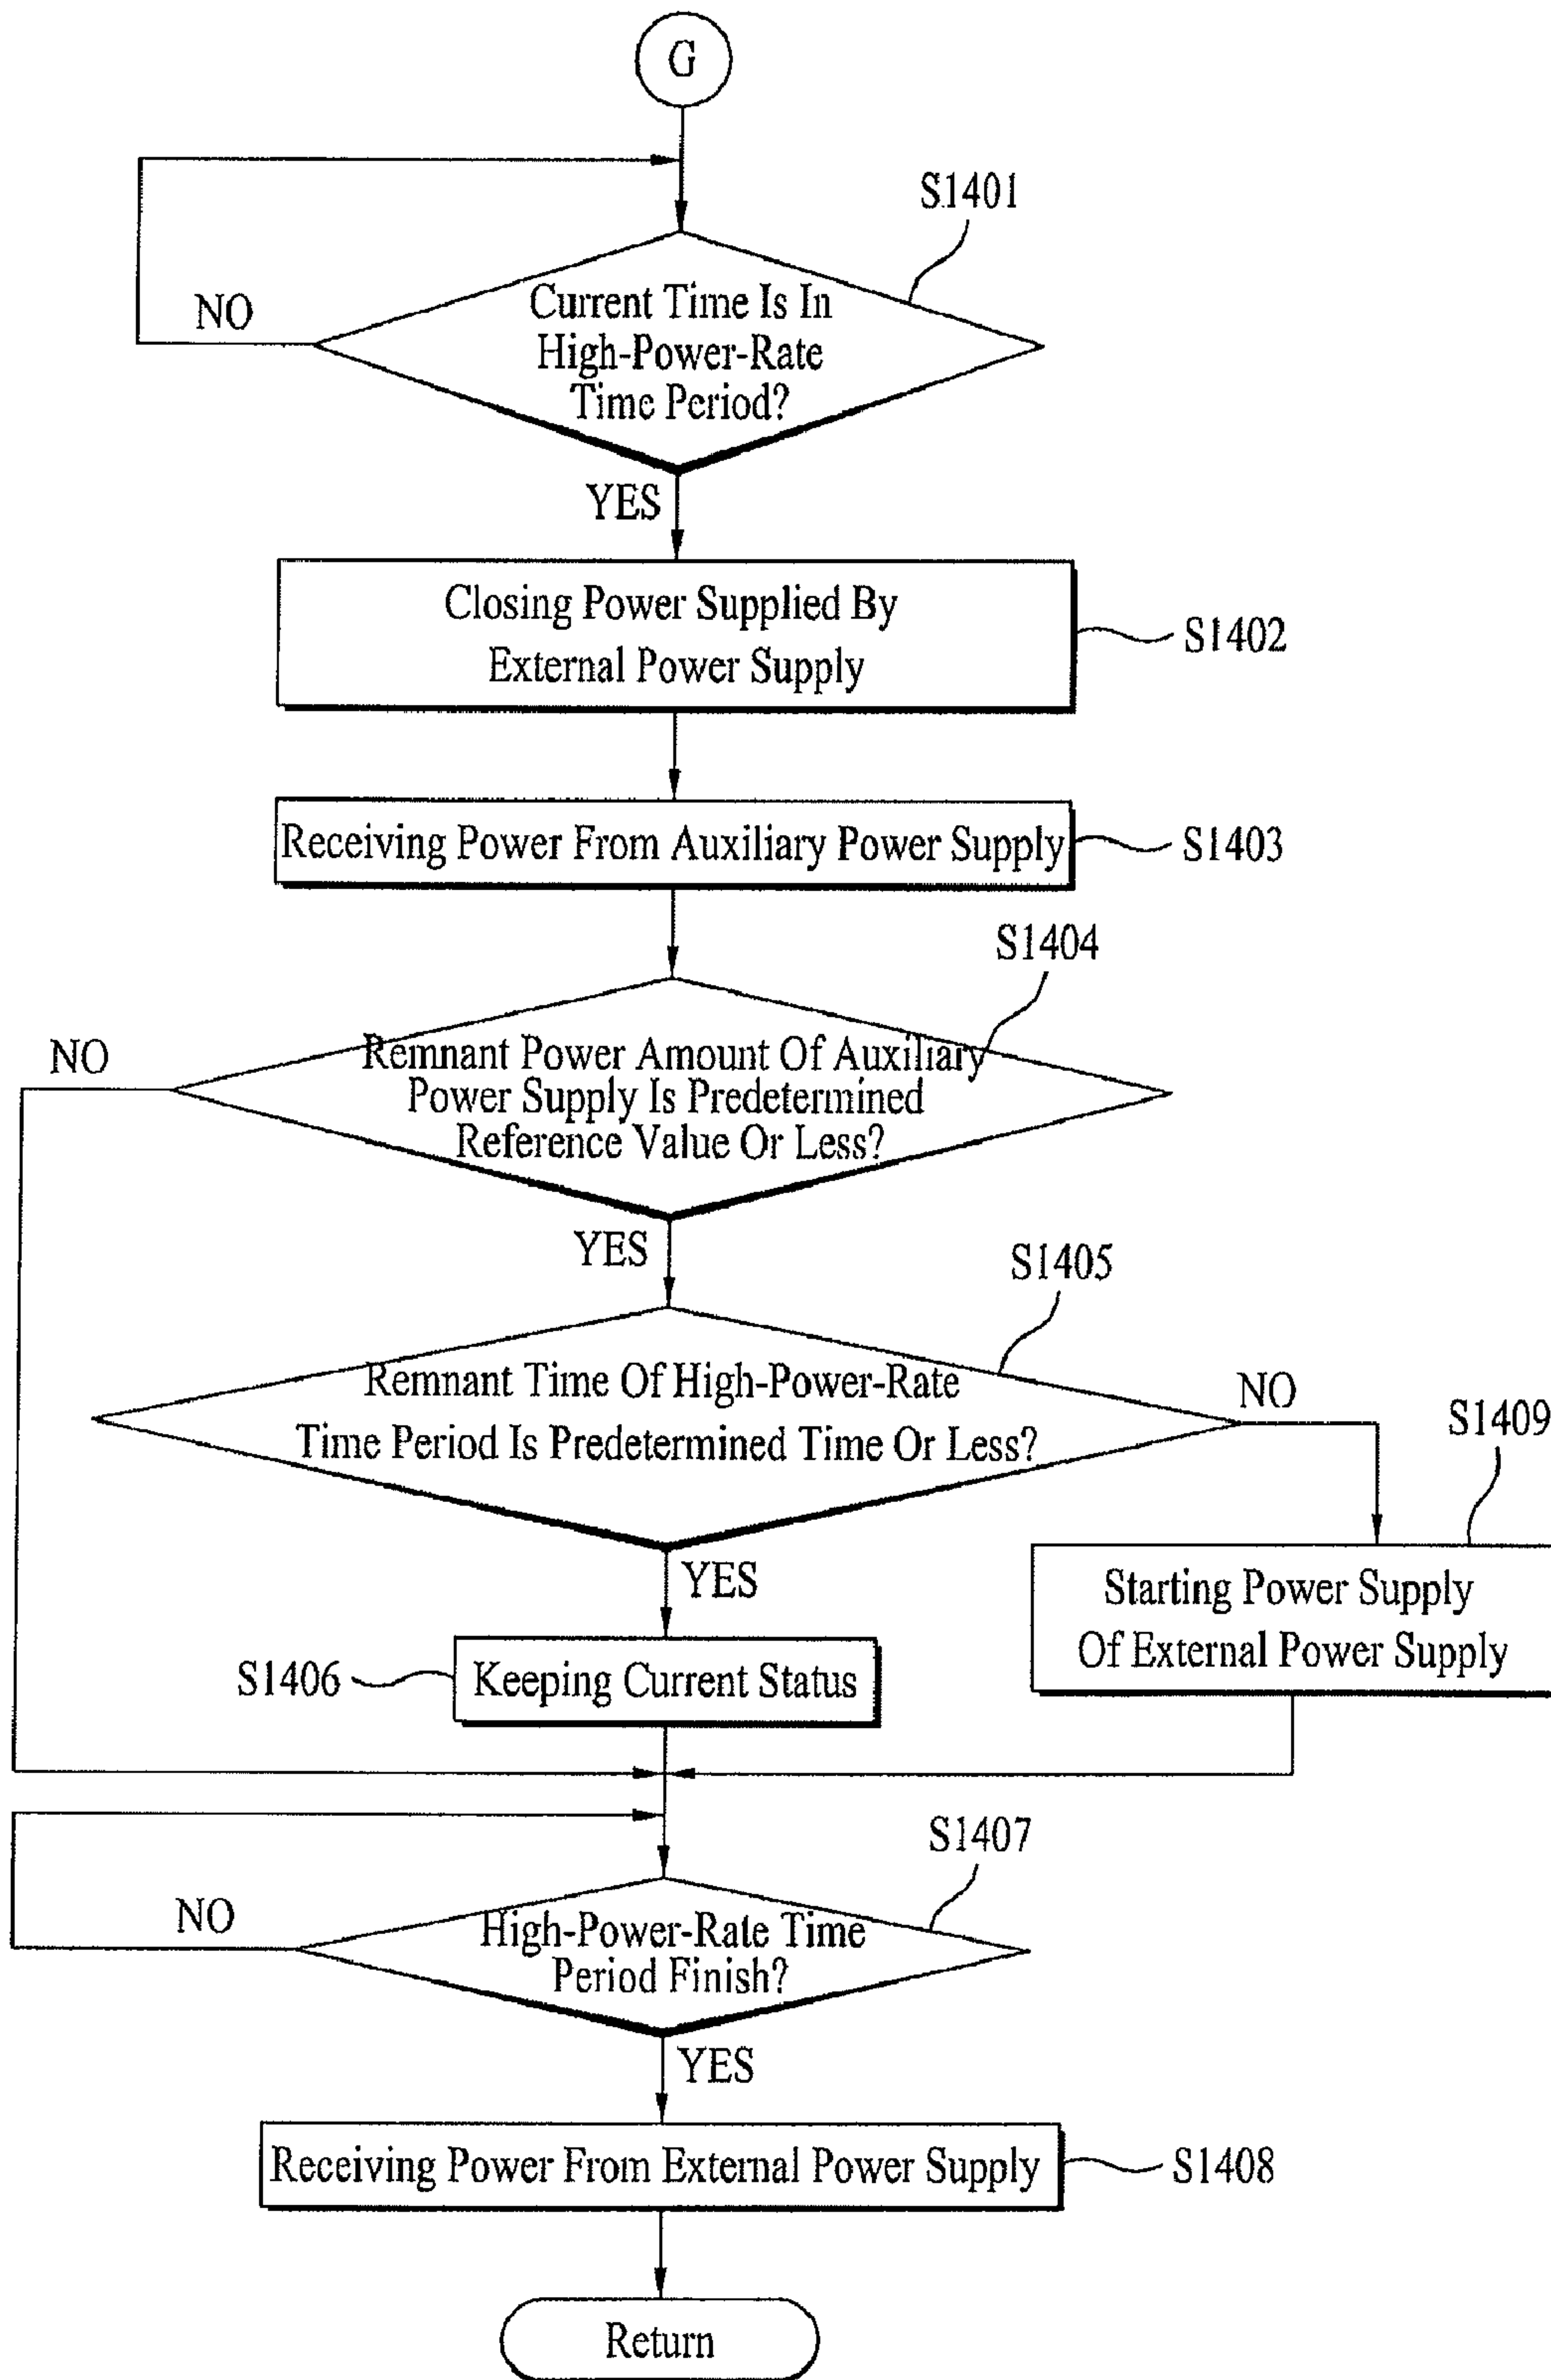 G
S1401
Current Time Is In
High-Power-Rate
Time Period?
NO
YES
Closing Power Supplied By
External Power Supply
S1402
Receiving Power From Auxiliary Power Supply
S1403
S1404
NO
Remnant Power Amount Of Auxiliary
Power Supply Is Predetermined
Reference Value Or Less?
YES
S1405
Remnant Time Of High-Power-Rate
Time Period Is Predetermined Time Or Less?
NO
S1409
YES
Starting Power Supply
Of External Power Supply
S1406
Keeping Current Status
S1407
NO
High-Power-Rate Time
Period Finish?
YES
Receiving Power From External Power Supply
S1408
Return